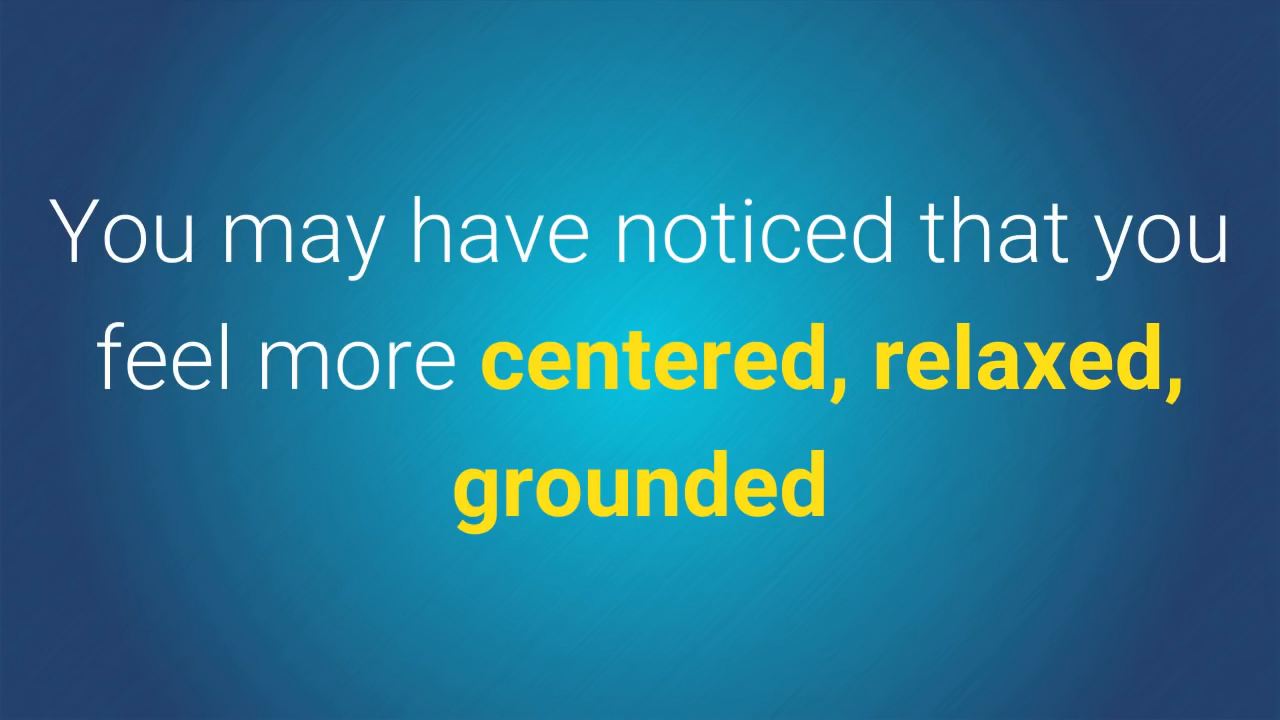 You may have noticed that you
feel more centered, relaxed,
grounded